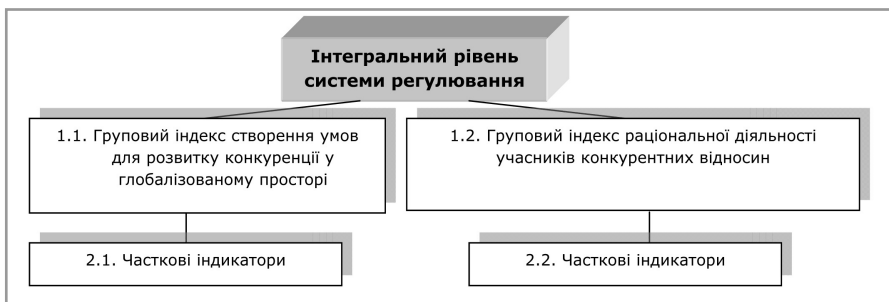 Інтегральний рівень
системи регулювання
1.1. Груповий індекс створення умов
для розвитку конкуренції у
глобалізованому просторі
1.2. Груповий індекс раціональної діяльності
учасників конкурентних відносин
2.1. Часткові індикатори
2.2. Часткові індикатори